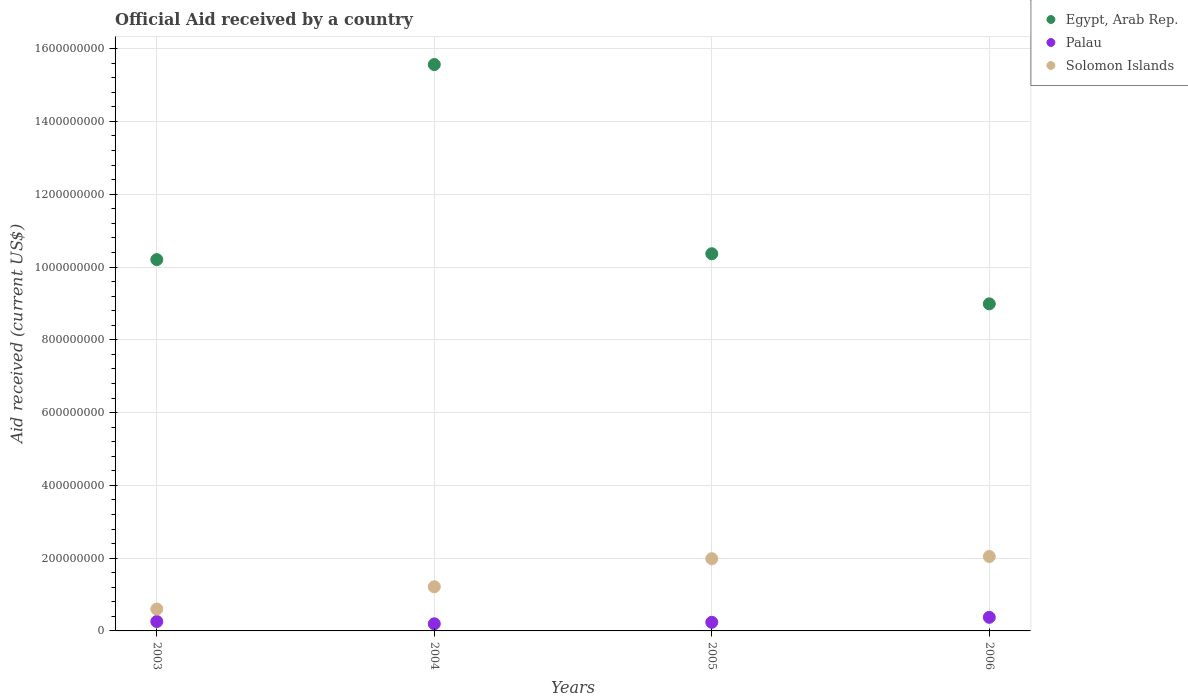 Official Aid received by a country
Egypt, Arab Rep.
Palau
Solomon Islands
Aid received (current US$)
1600000000
1400000000
1200000000
1000000000
800000000
600000000
400000000
200000000
0
2003
2004
2005
2006
Years